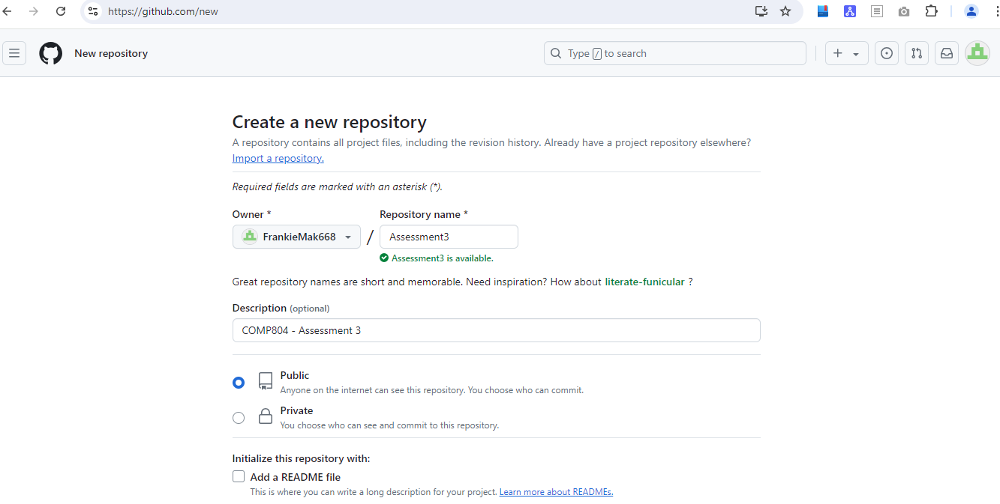 https://github.com/new
New repository
Type / to search
Create a new repository
A repository contains all project files, including the revision history. Already have a project repository elsewhere?
Import a repository.
Required fields are marked with an asterisk (*).
Owner * Repository name *
FrankieMak668 / Assessment3
Assessment3 is available.
Great repository names are short and memorable. Need inspiration? How about literate-funicular ?
Description (optional)
COMP804 - Assessment 3
Public
Anyone on the internet can see this repository. You choose who can commit.
Private
You choose who can see and commit to this repository.
Initialize this repository with:
Add a README file
This is where you can write a long description for your project. Learn more about READMEs.